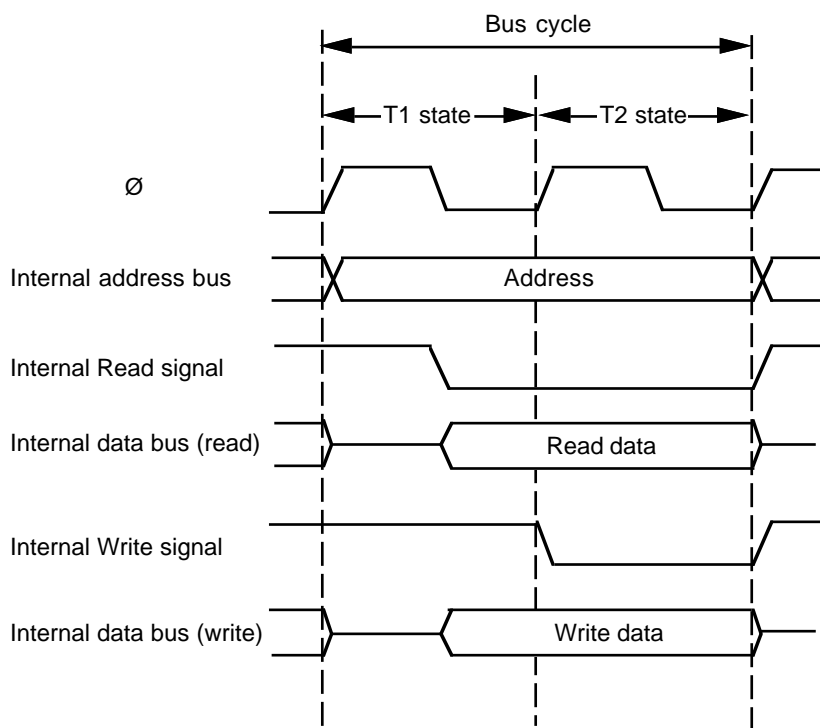 Bus cycle
T1 state
T2 state
Ø
Internal address bus
Address
Internal Read signal
Internal data bus (read)
Read data
Internal Write signal
Internal data bus (write)
Write data